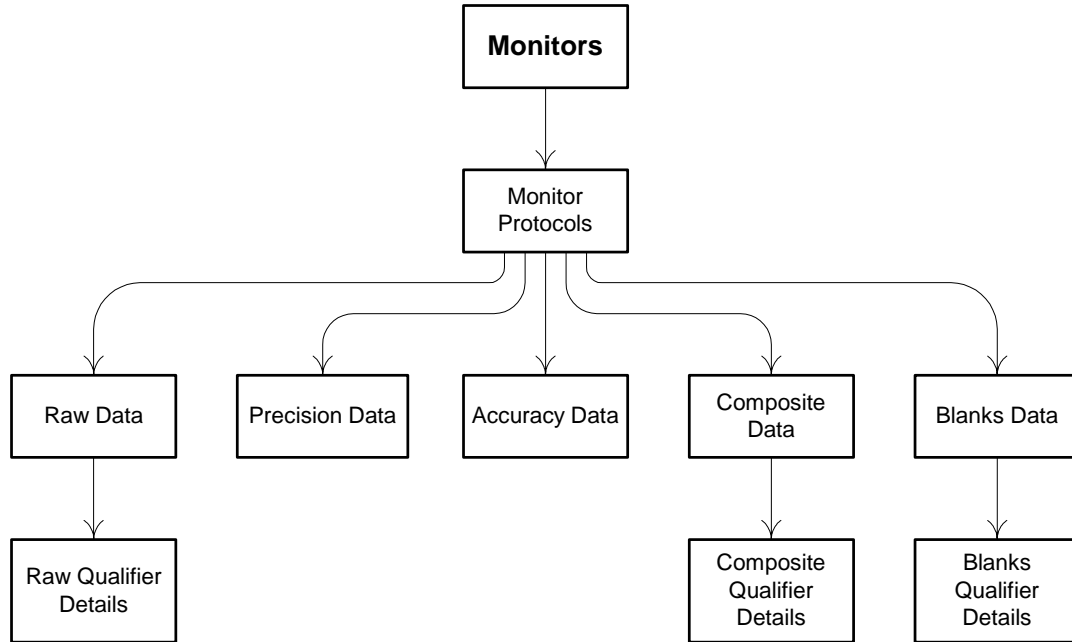 Monitors
Monitor
Protocols
Raw Data
Precision Data
Accuracy Data
Composite
Data
Blanks Data
Raw Qualifier
Details
Composite
Qualifier
Details
Blanks
Qualifier
Details